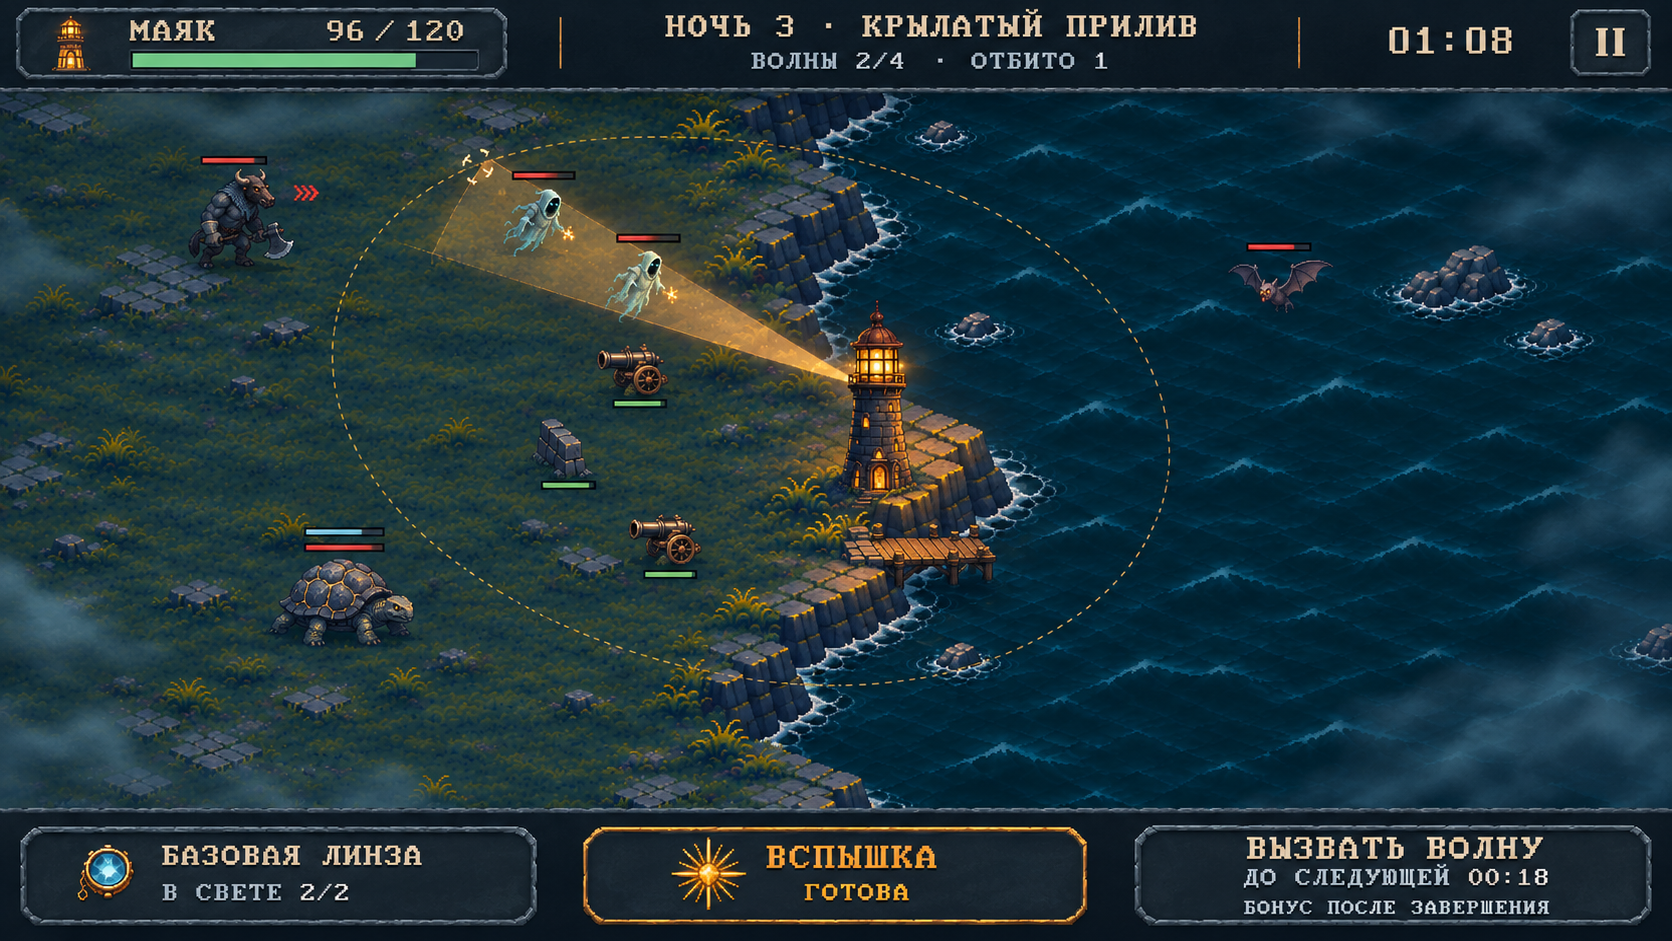 МАЯК 96 / 120
НОЧЬ 3 · КРЫЛАТЫЙ ПРИЛИВ
ВОЛНЫ 2/4 · ОТБИТО 1
01:08
БАЗОВАЯ ЛИНЗА
В СВЕТЕ 2/2
ВСПЫШКА
ГОТОВА
ВЫЗВАТЬ ВОЛНУ
ДО СЛЕДУЮЩЕЙ 00:18
БОНУС ПОСЛЕ ЗАВЕРШЕНИЯ